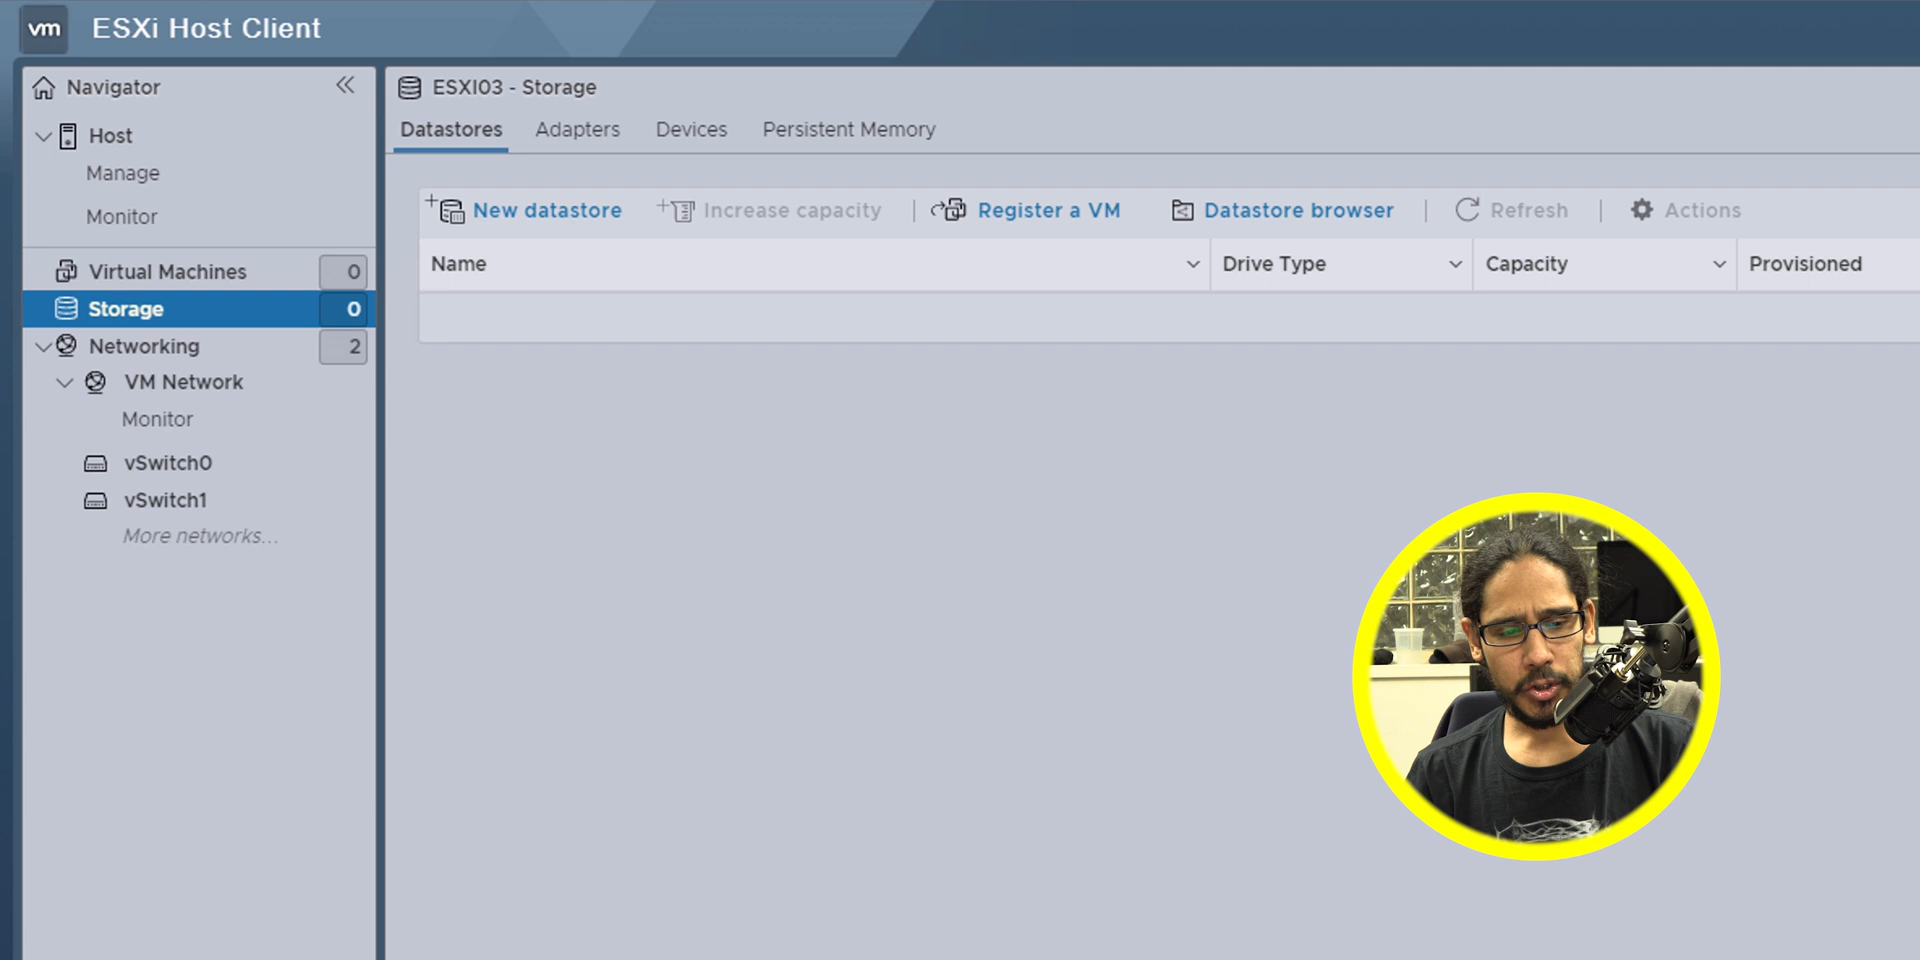 vm ESXi Host Client
Navigator
Host
Manage
Monitor
Virtual Machines 0
Storage 0
Networking 2
VM Network
Monitor
vSwitch0
vSwitch1
More networks...
ESXI03 - Storage
Datastores Adapters Devices Persistent Memory
New datastore Increase capacity | Register a VM Datastore browser | Refresh | Actions
Name Drive Type Capacity Provisioned